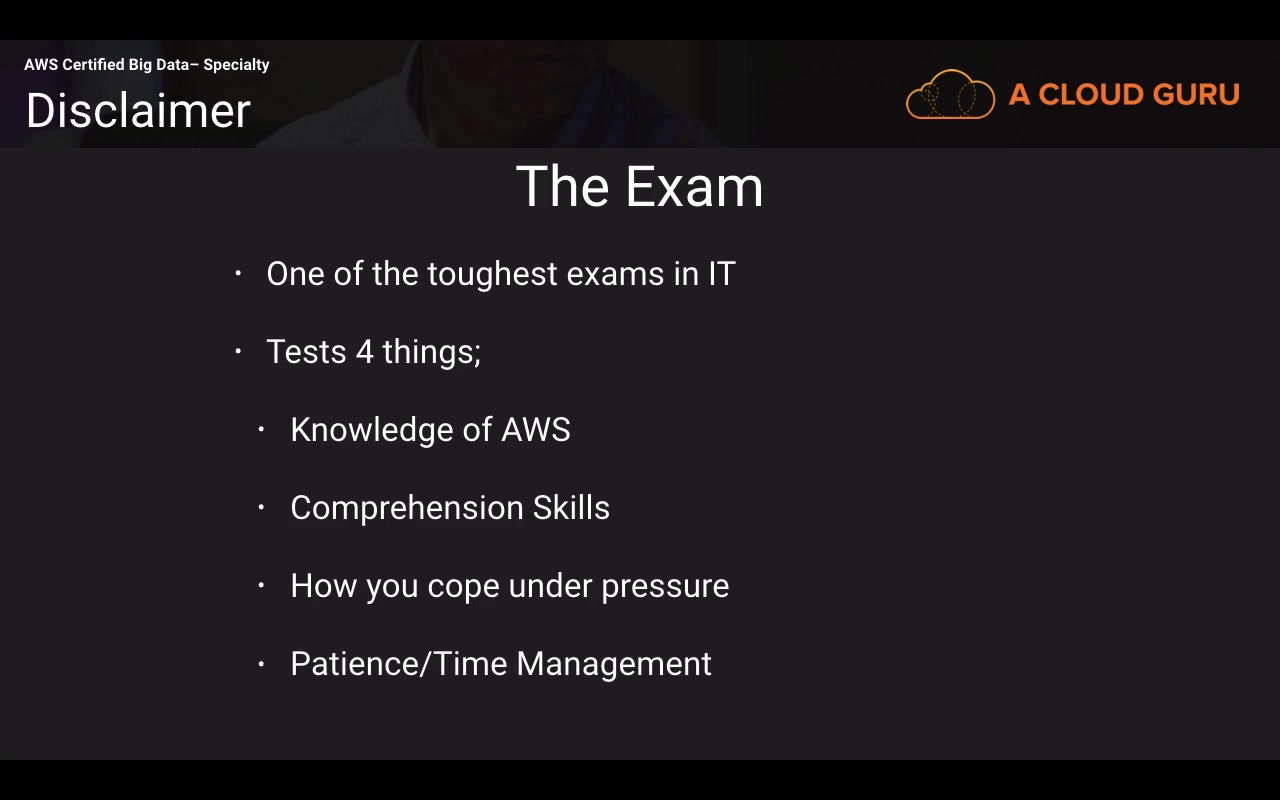 AWS Certified Big Data– Specialty
Disclaimer
A CLOUD GURU
The Exam
• One of the toughest exams in IT
• Tests 4 things;
• Knowledge of AWS
• Comprehension Skills
• How you cope under pressure
• Patience/Time Management